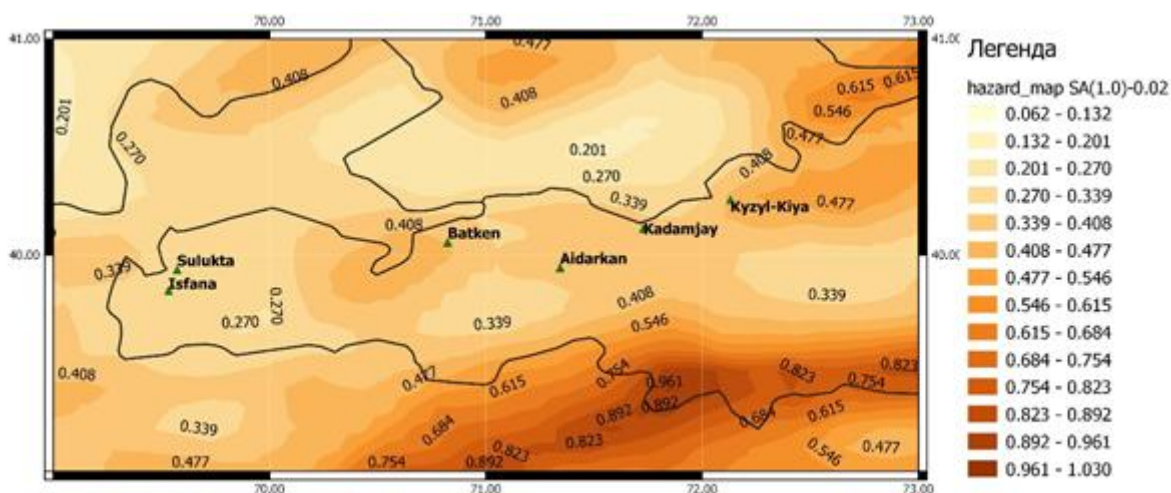 70.00 71.00 72.00 73.00
41.00 41.0
0.477
0.408
0.408
0.615 0.615
0.546
0.201
0.270
0.477
0.201
0.408
0.270
0.339
Kyzyl-Kiya 0.477
0.408
Batken
Kadamjay
40.00 40.0
0.339
Sulukta
Aidarkan
Isfana
0.270
0.270
0.408
0.339
0.339
0.546
0.408
0.477
0.615
0.754
0.961
0.823
0.823
0.754
0.892
0.684
0.892
0.684
0.615
0.339
0.823
0.823
0.546
0.477
0.477
0.754
0.892
70.00 71.00 72.00 73.00
Легенда
hazard_map SA(1.0)-0.02
0.062 - 0.132
0.132 - 0.201
0.201 - 0.270
0.270 - 0.339
0.339 - 0.408
0.408 - 0.477
0.477 - 0.546
0.546 - 0.615
0.615 - 0.684
0.684 - 0.754
0.754 - 0.823
0.823 - 0.892
0.892 - 0.961
0.961 - 1.030